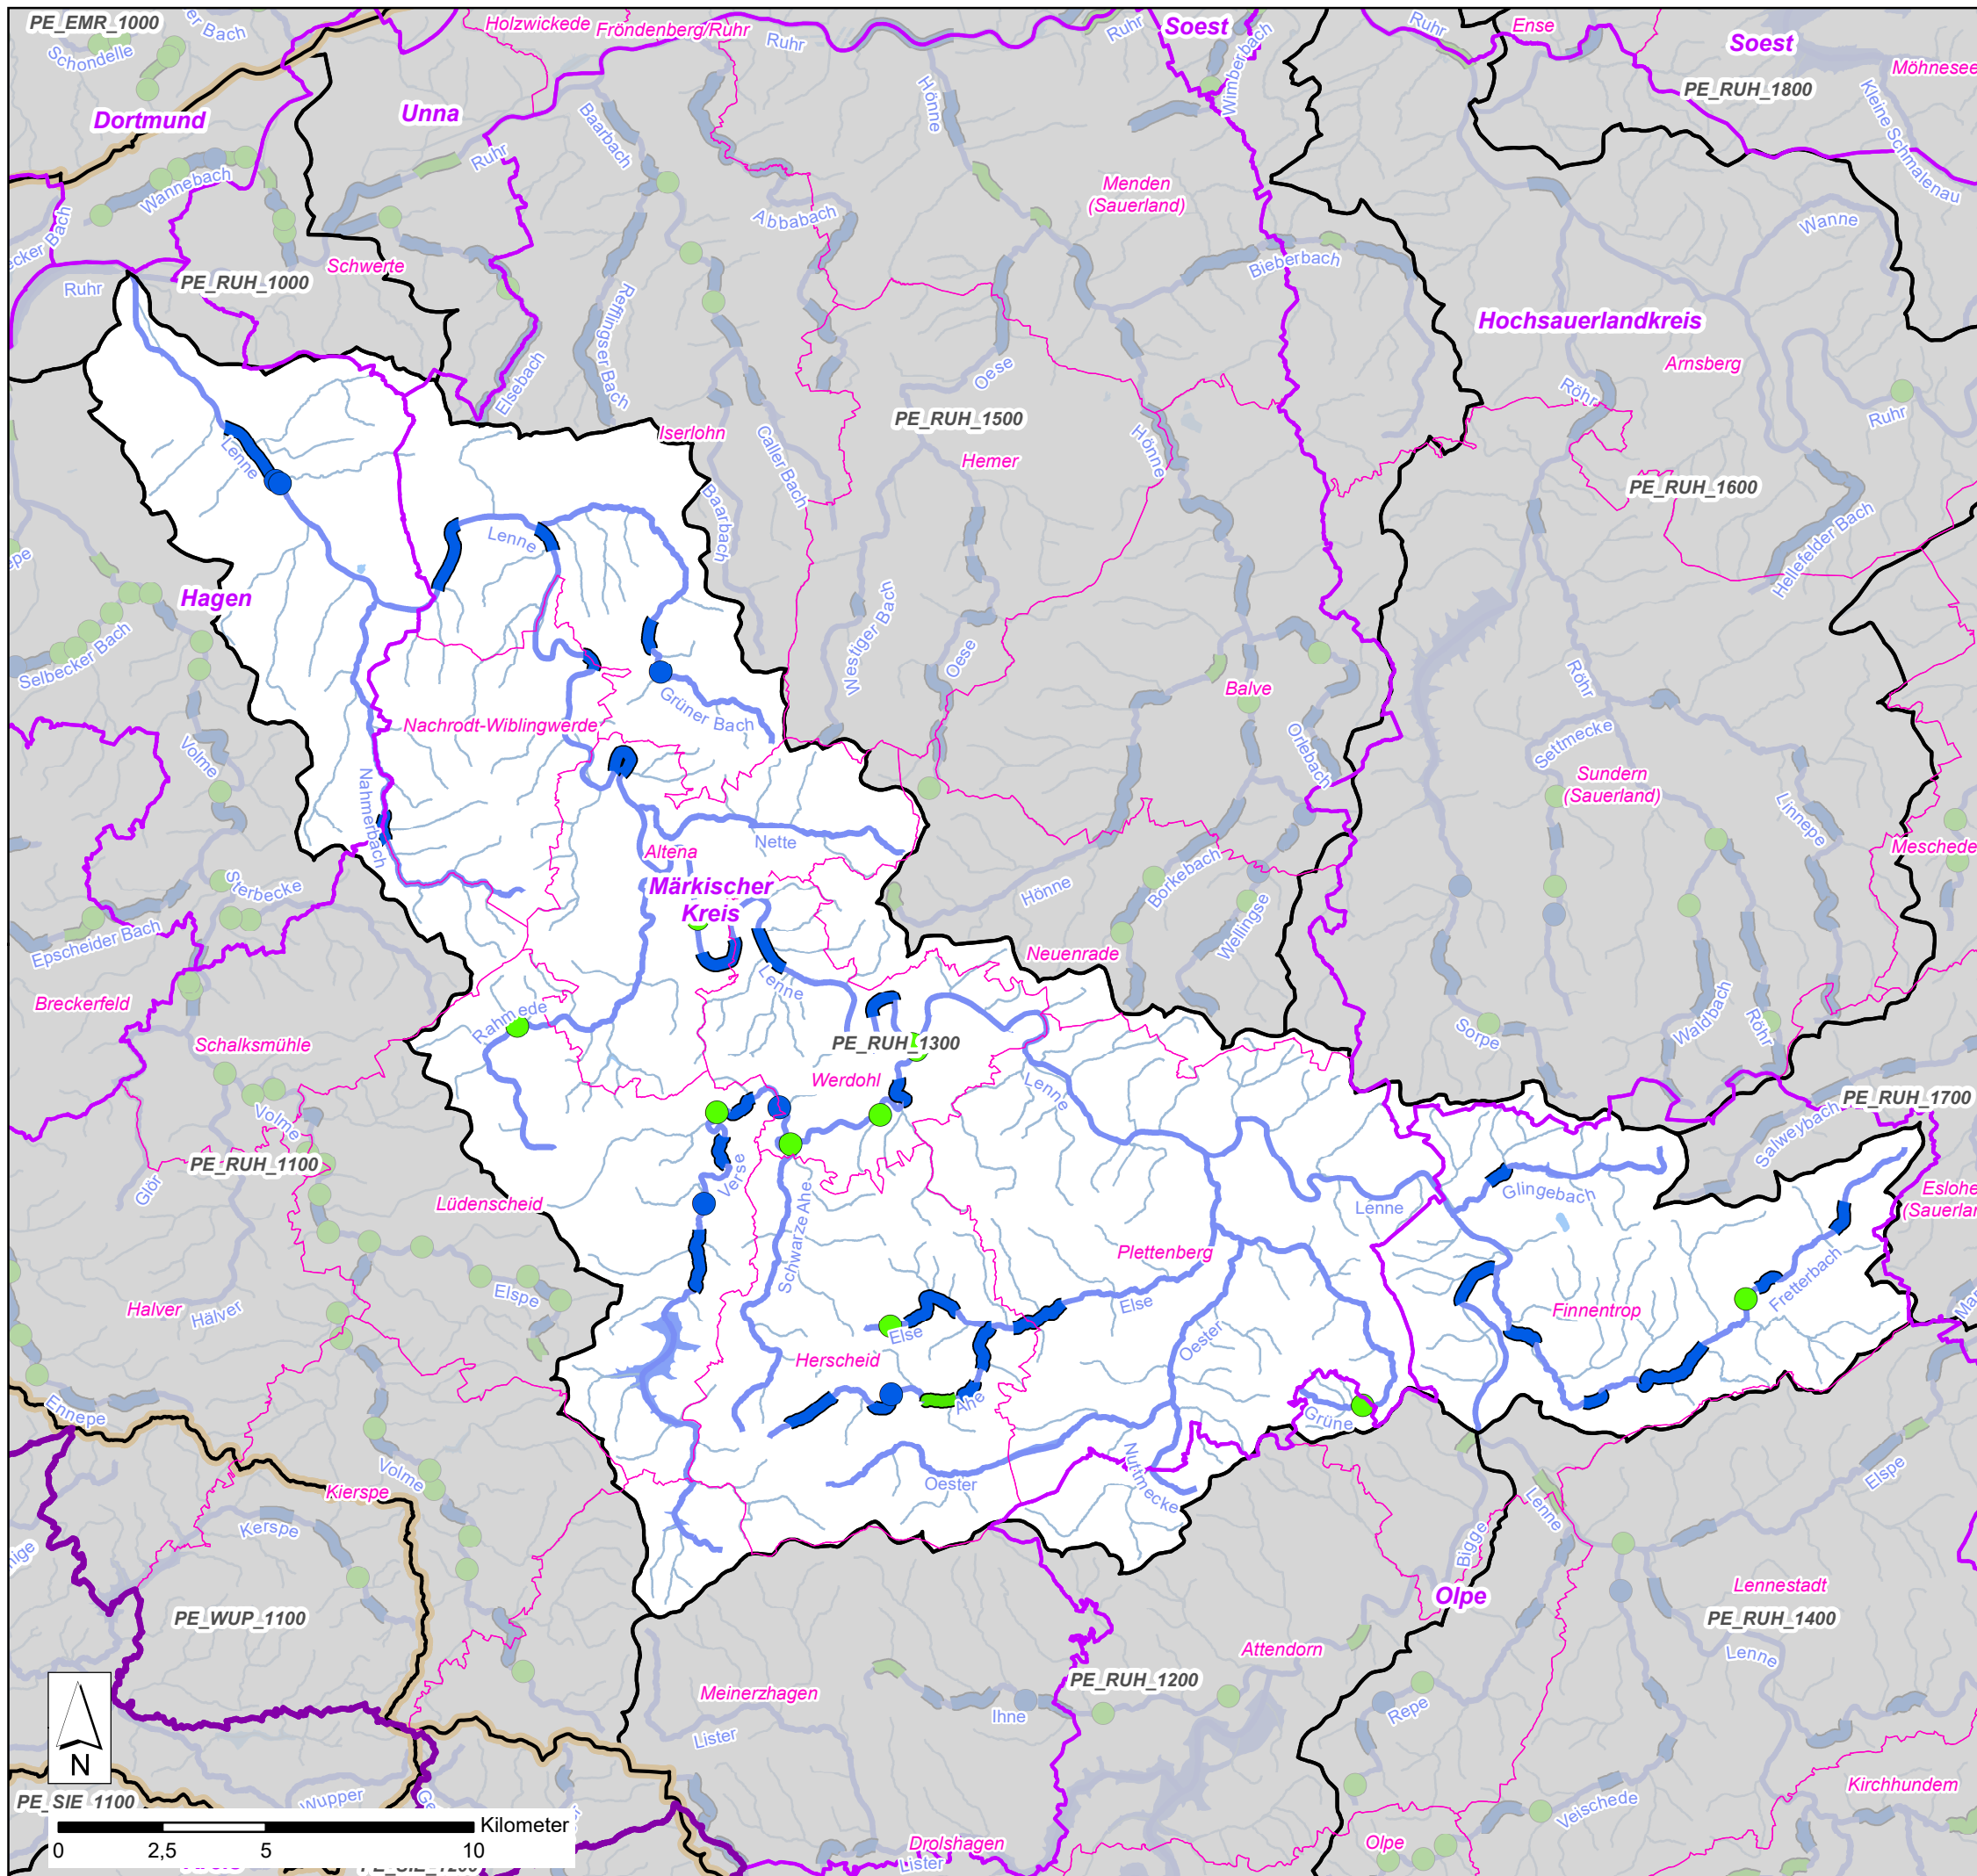 PE_EMR_1000
er Bach
Schondelle
Holzwickede
Fröndenberg/Ruhr
Ruhr
Ruhr
Soest
Wimberbach
Ruhr
Ense
Soest
Möhnesee
PE_RUH_1800
Kleine Schmalenau
Dortmund
Unna
Baarbach
Hönne
Ruhr
Wannebach
Menden
(Sauerland)
Abbabach
Wanne
ecker Bach
Schwerte
Bieberbach
PE_RUH_1000
Ruhr
Refflingser Bach
Hochsauerlandkreis
Arnsberg
Elsebach
Oese
Röhr
Ruhr
PE_RUH_1500
Iserlohn
Hemer
Caller Bach
Hönne
Lenne
PE_RUH_1600
Baarbach
Lenne
Hellefelder Bach
epe
Hagen
Westiger Bach
Selbecker Bach
Oese
Röhr
Balve
Grüner Bach
Nachrodt-Wiblingwerde
Volme
Orlebach
Settmecke
Sundern
(Sauerland)
Nahmerbach
Linnepe
Nette
Altena
Meschede
Märkischer
Kreis
Sterbecke
Hönne
Borkebach
Wellingse
Epscheider Bach
Neuenrade
Lenne
Breckerfeld
Rahmede
Waldbach
Röhr
Sorpe
Schalksmühle
PE_RUH_1300
Werdohl
Lenne
PE_RUH_1700
Volme
Salweybach
PE_RUH_1100
Glör
Verse
Lüdenscheid
Schwarze Ahe
Glingebach
Lenne
Eslohe
(Sauerlan
Plettenberg
Fretterbach
Elspe
Halver
Hälver
Else
Else
Finnentrop
Oester
Herscheid
Ahe
Ennepe
Grüne
Volme
Nuttmecke
Oester
Elspe
Kierspe
Kerspe
Lenne
Bigge
Olpe
Lennestadt
PE_WUP_1100
PE_RUH_1400
Attendorn
Lenne
PE_RUH_1200
Meinerzhagen
Ihne
Repe
Lister
N
Kirchhundem
PE_SIE_1100
Wupper
Veischede
Kilometer
0 2,5 5 10
Drolshagen
Lister
Olpe